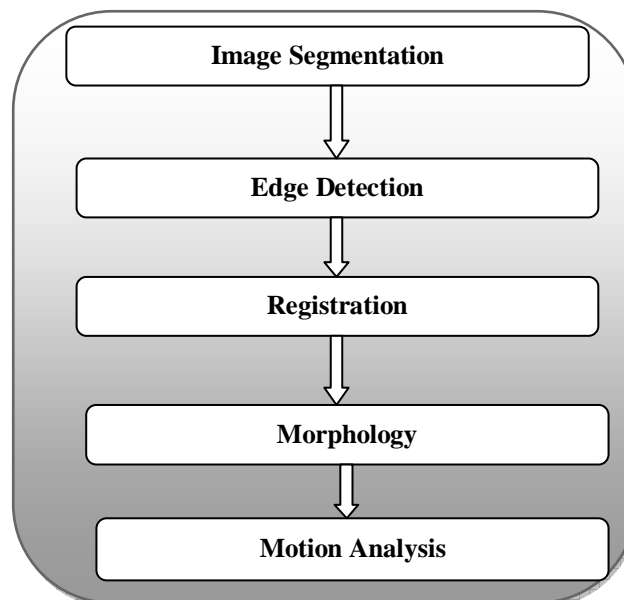 Image Segmentation
Edge Detection
Registration
Morphology
Motion Analysis